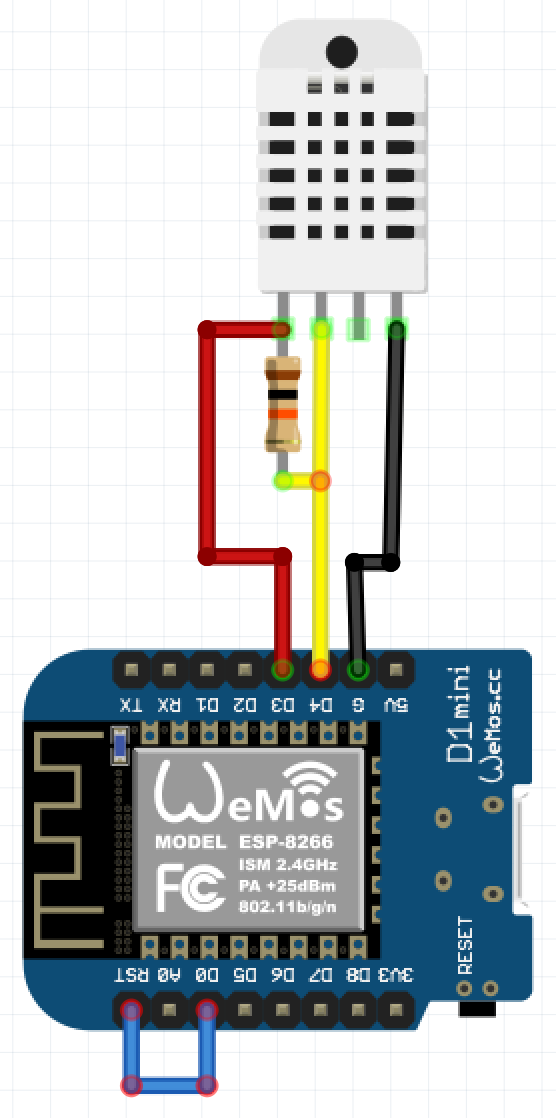 TX RX D1 D2 D3 D4 G 5V
D1 mini
WeMos.cc
WeMos
MODEL ESP-8266
FC ISM 2.4GHz
PA +25dBm
802.11b/g/n
RST A0 D0 D5 D6 D7 D8 3V3
RESET